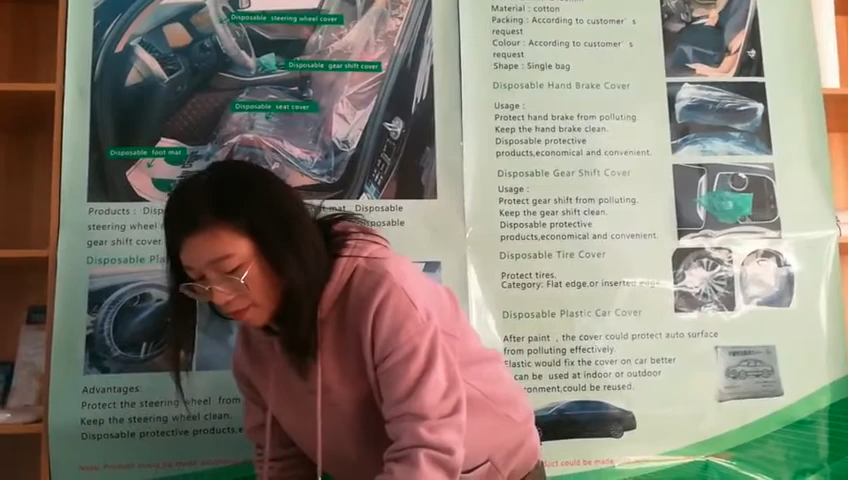 Disposable steering wheel cover
Disposable gear shift cover
Disposable seat cover
Disposable foot mat
Products : Disp
mat, Disposable
steering wheel
sposable
gear shift cover
Disposable Pla
Advantages :
Protect the steering wheel from
Keep the steering wheel clean.
Disposable protective products,
Material : cotton
Packing : According to customer's
request
Colour : According to customer's
request
Shape : Single bag
Disposable Hand Brake Cover
Usage :
Protect hand brake from polluting.
Keep the hand brake clean.
Disposable protective
products,economical and convenient.
Disposable Gear Shift Cover
Usage :
Protect gear shift from polluting.
Keep the gear shift clean.
Disposable protective
products,economical and convenient.
Disposable Tire Cover
Protect tires.
Category: Flat edge,or inserted edge.
Disposable Plastic Car Cover
After paint , the cover could protect auto surface
from polluting effectively.
Elastic would fix the cover on car better
be used at indoor or outdoor
nment, could be reused.
duct could be made